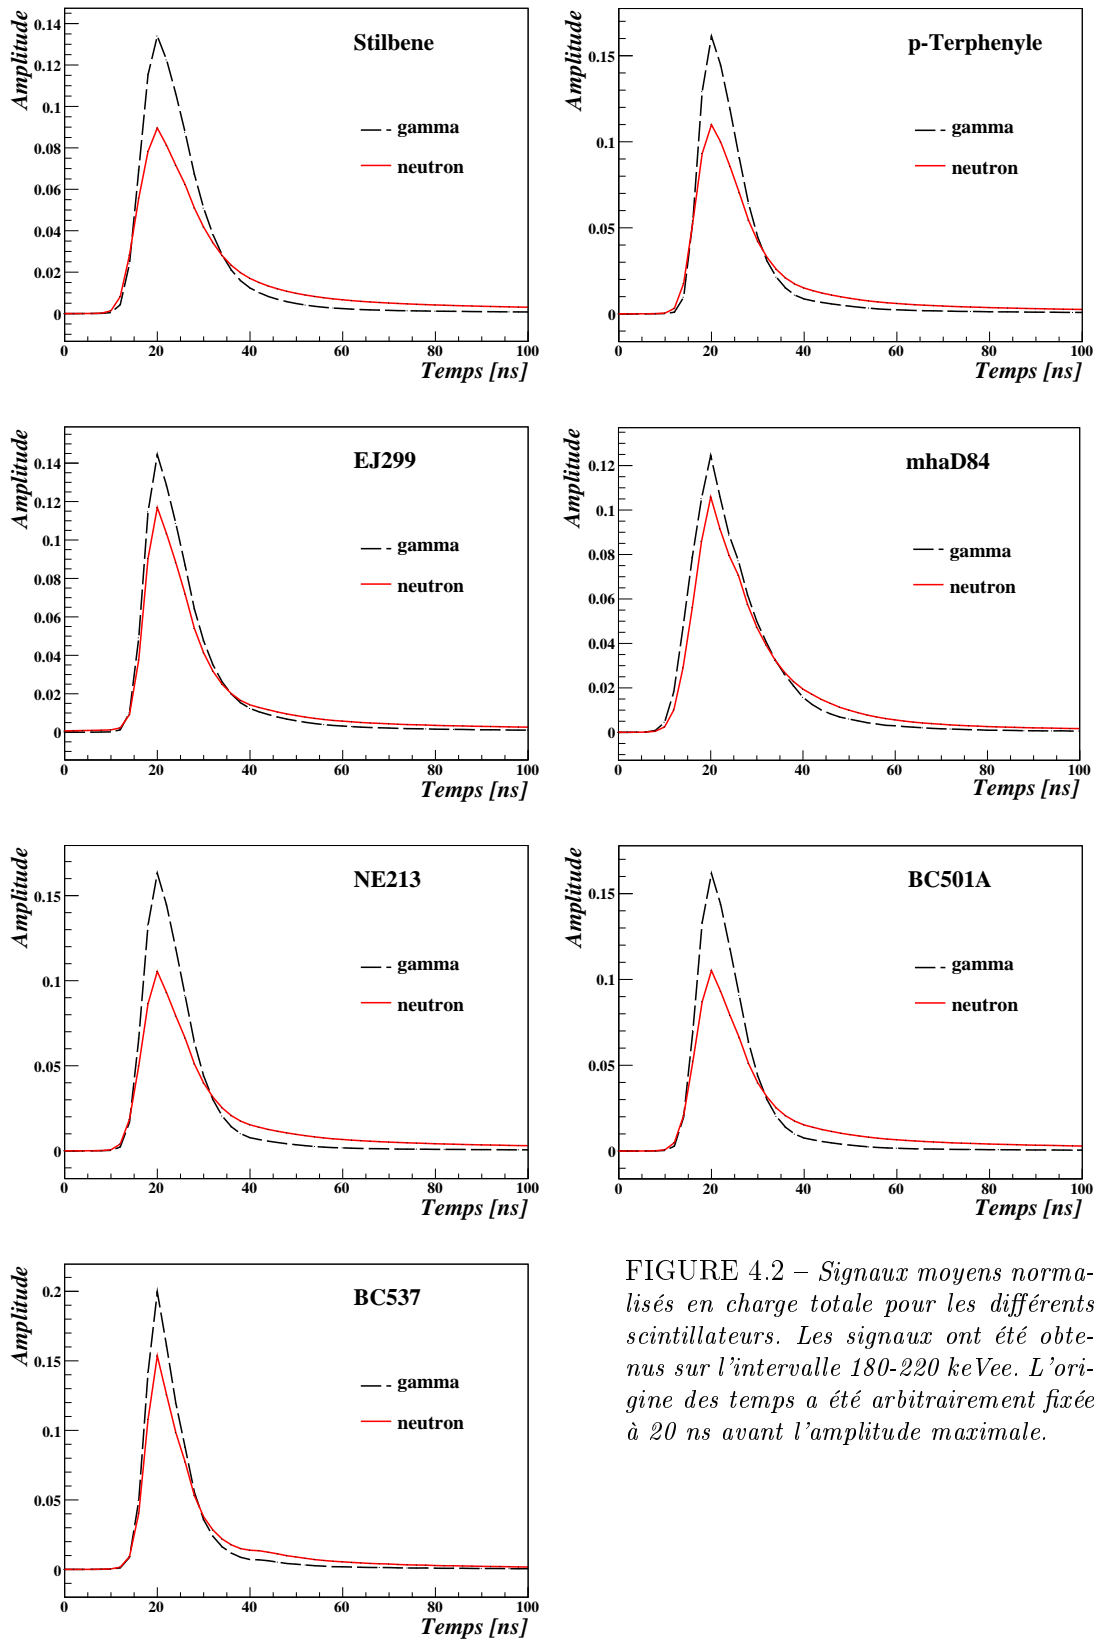 Amplitude
Stilbene
gamma
neutron
0.14
0.12
0.1
0.08
0.06
0.04
0.02
0
0 20 40 60 80 100
Temps [ns]
Amplitude
p-Terphenyle
gamma
neutron
0.15
0.1
0.05
0
0 20 40 60 80 100
Temps [ns]
Amplitude
EJ299
gamma
neutron
0.14
0.12
0.1
0.08
0.06
0.04
0.02
0
0 20 40 60 80 100
Temps [ns]
Amplitude
mhaD84
gamma
neutron
0.12
0.1
0.08
0.06
0.04
0.02
0
0 20 40 60 80 100
Temps [ns]
Amplitude
NE213
gamma
neutron
0.15
0.1
0.05
0
0 20 40 60 80 100
Temps [ns]
Amplitude
BC501A
gamma
neutron
0.15
0.1
0.05
0
0 20 40 60 80 100
Temps [ns]
Amplitude
BC537
gamma
neutron
0.2
0.15
0.1
0.05
0
0 20 40 60 80 100
Temps [ns]
FIGURE 4.2 – Signaux moyens norma-
lisés en charge totale pour les différents
scintillateurs. Les signaux ont été obte-
nus sur l'intervalle 180-220 keVee. L'ori-
gine des temps a été arbitrairement fixée
à 20 ns avant l'amplitude maximale.